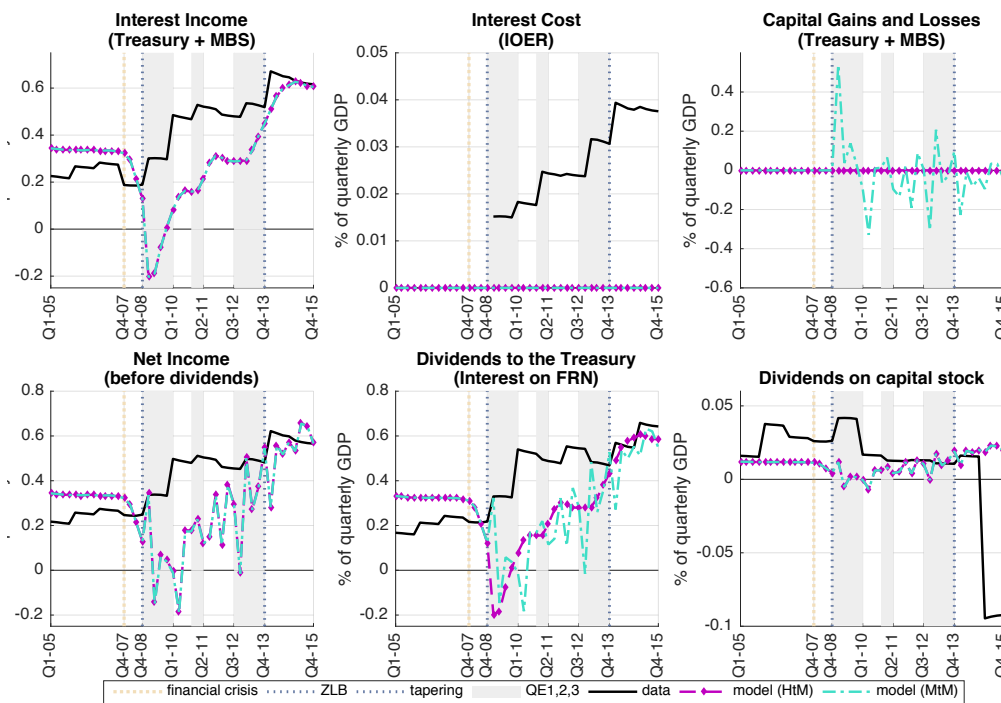 Interest Income
(Treasury + MBS)
0.6
0.4
0.2
0
-0.2
Q1-05
Q4-07
Q4-08
Q1-10
Q2-11
Q3-12
Q4-13
Q4-15
Interest Cost
(IOER)
% of quarterly GDP
0.05
0.04
0.03
0.02
0.01
0
Q1-05
Q4-07
Q4-08
Q1-10
Q2-11
Q3-12
Q4-13
Q4-15
Capital Gains and Losses
(Treasury + MBS)
% of quarterly GDP
0.4
0.2
0
-0.2
-0.4
-0.6
Q1-05
Q4-07
Q4-08
Q1-10
Q2-11
Q3-12
Q4-13
Q4-15
Net Income
(before dividends)
0.8
0.6
0.4
0.2
0
-0.2
Q1-05
Q4-07
Q4-08
Q1-10
Q2-11
Q3-12
Q4-13
Q4-15
Dividends to the Treasury
(Interest on FRN)
% of quarterly GDP
0.8
0.6
0.4
0.2
0
-0.2
Q1-05
Q4-07
Q4-08
Q1-10
Q2-11
Q3-12
Q4-13
Q4-15
Dividends on capital stock
% of quarterly GDP
0.05
0
-0.05
-0.1
Q1-05
Q4-07
Q4-08
Q1-10
Q2-11
Q3-12
Q4-13
Q4-15
financial crisis ZLB tapering QE1,2,3 data model (HtM) model (MtM)